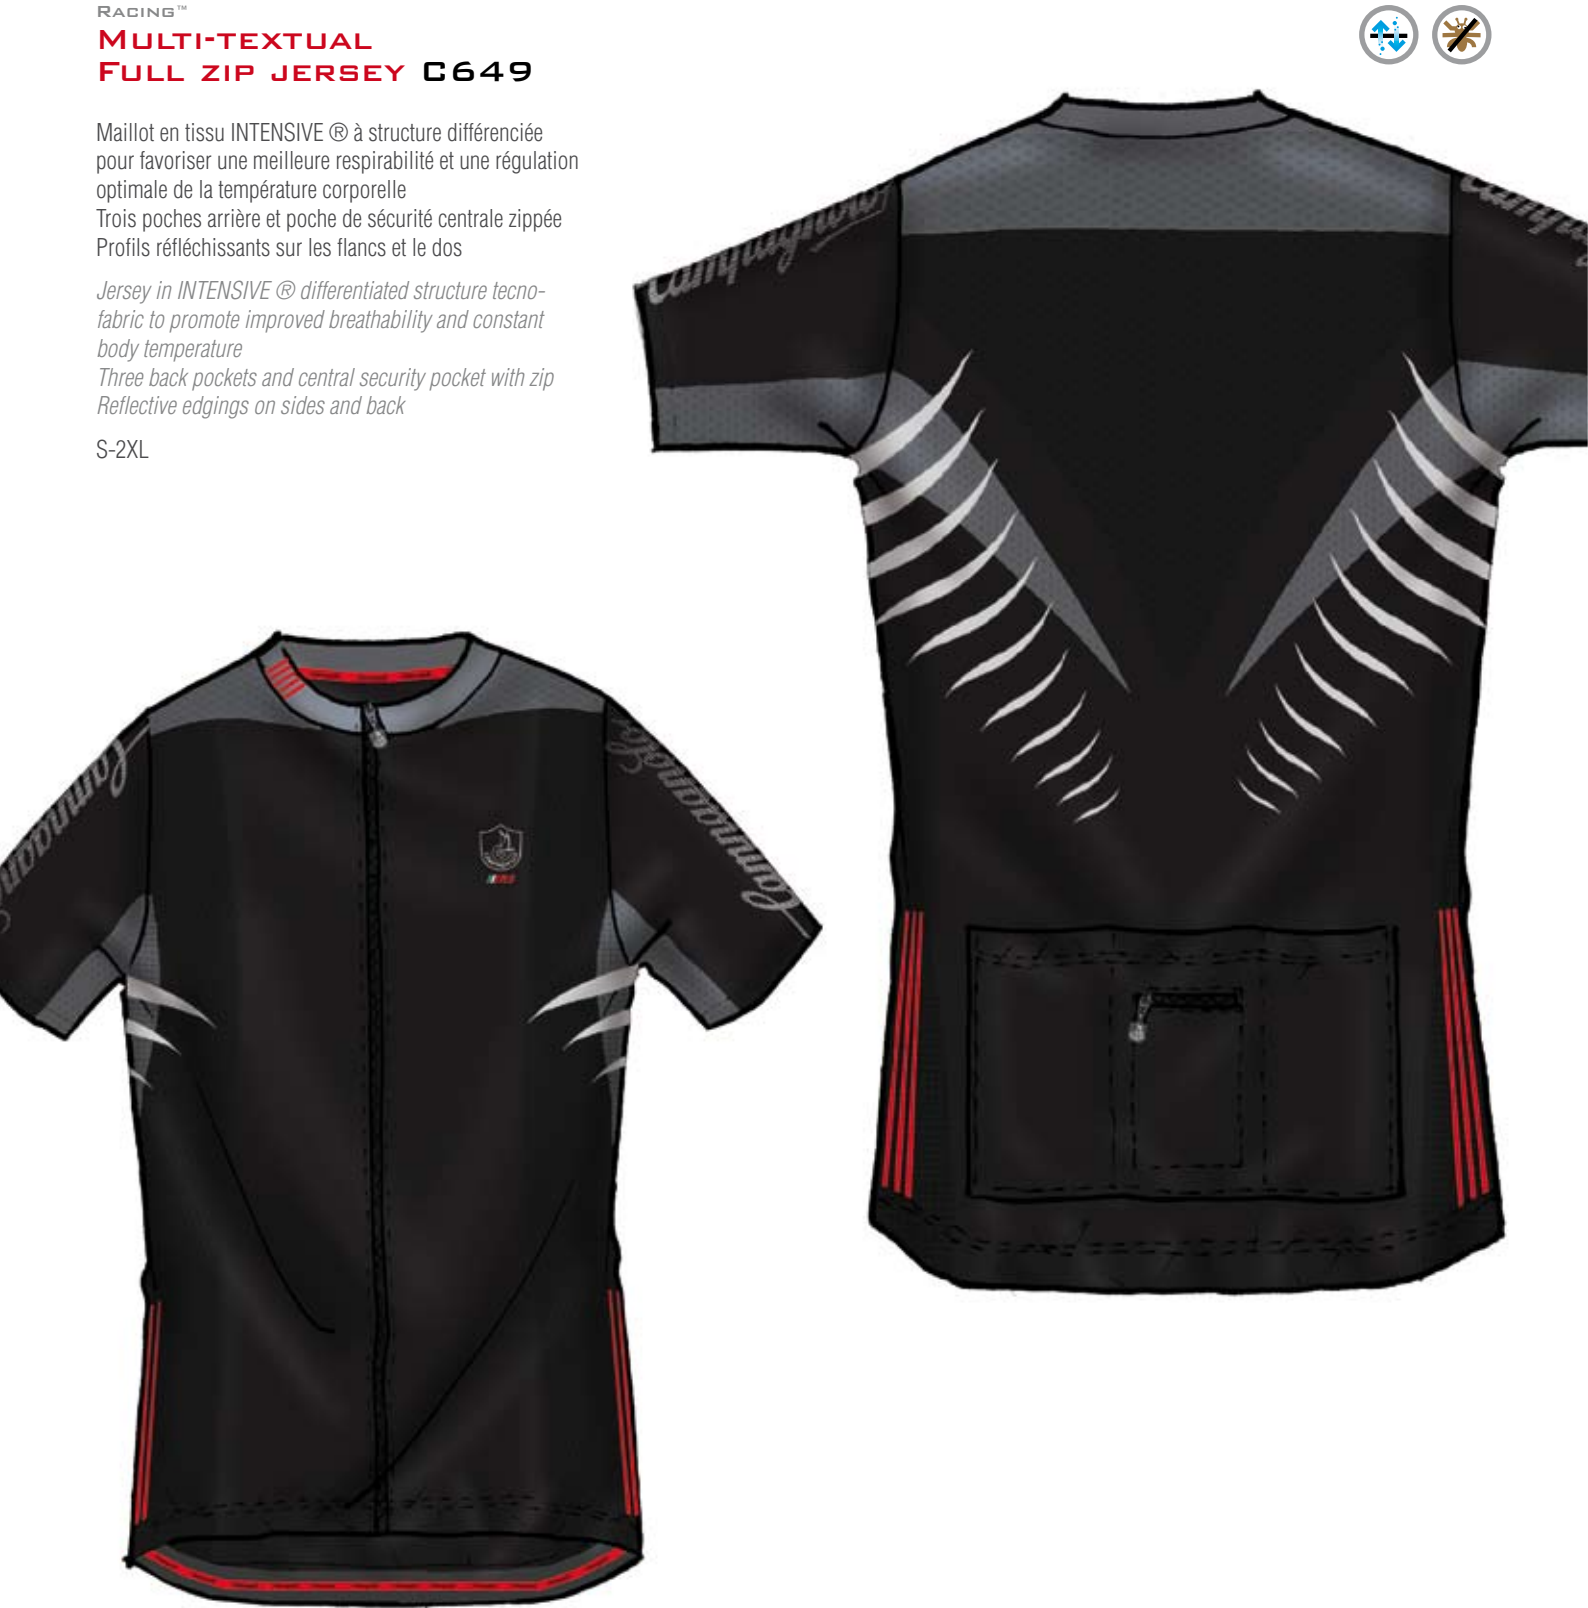 RACING™
MULTI-TEXTUAL
FULL ZIP JERSEY C649
Maillot en tissu INTENSIVE ® à structure différenciée
pour favoriser une meilleure respirabilité et une régulation
optimale de la température corporelle
Trois poches arrière et poche de sécurité centrale zippée
Profils réfléchissants sur les flancs et le dos
Jersey in INTENSIVE ® differentiated structure tecno-
fabric to promote improved breathability and constant
body temperature
Three back pockets and central security pocket with zip
Reflective edgings on sides and back
S-2XL
Campagnolo